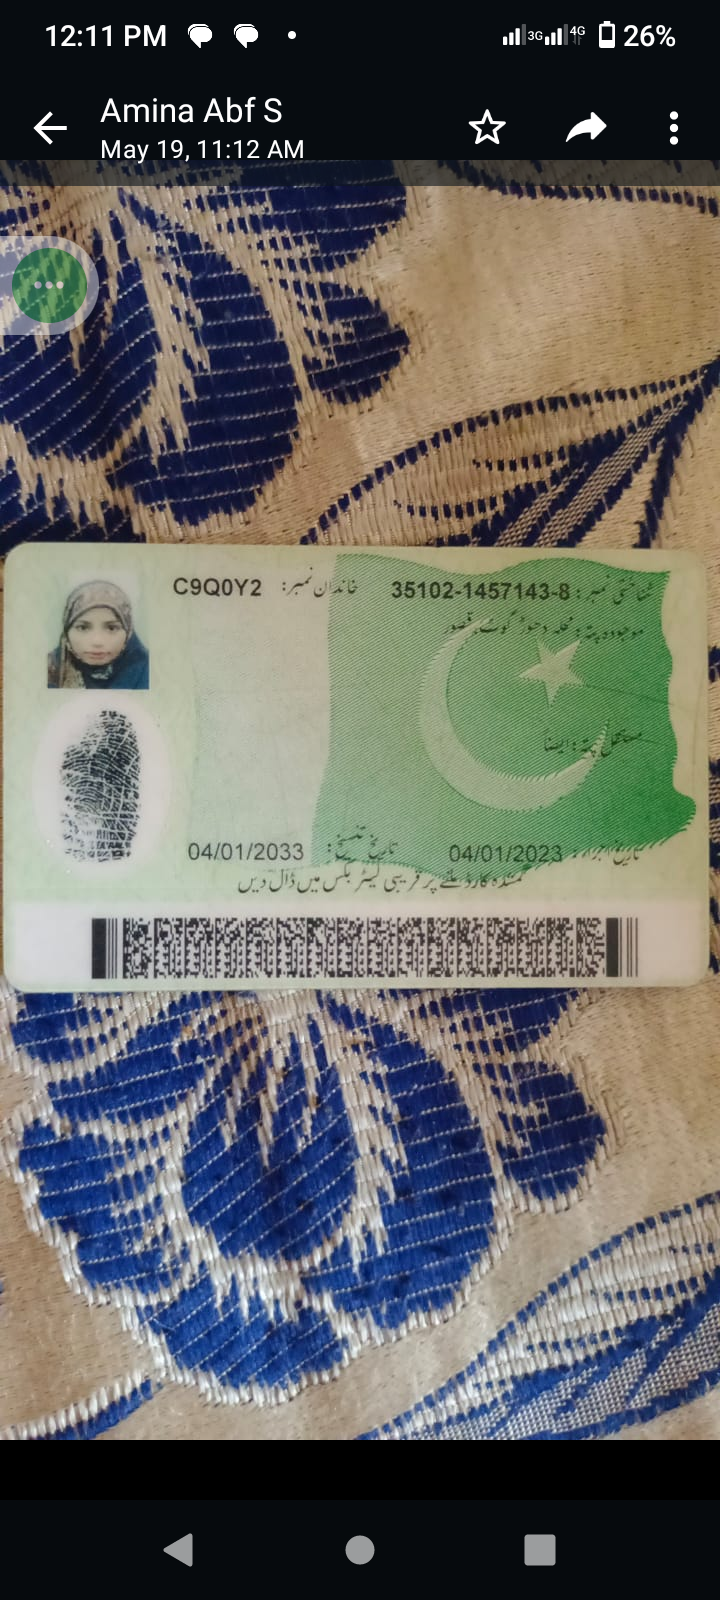 12:11 PM
3G 4G 26%
Amina Abf S
May 19, 11:12 AM
شناختی نمبر: 35102-1457143-8 خاندان نمبر: C9Q0Y2
موجودہ پتہ: محلہ دھوڑ کوٹ، قصور
مستقل پتہ: ایضاً
تاریخ اجراء: 04/01/2023 تاریخ تنسیخ: 04/01/2033
گمشدہ کارڈ ملنے پر قریبی لیٹر بکس میں ڈال دیں